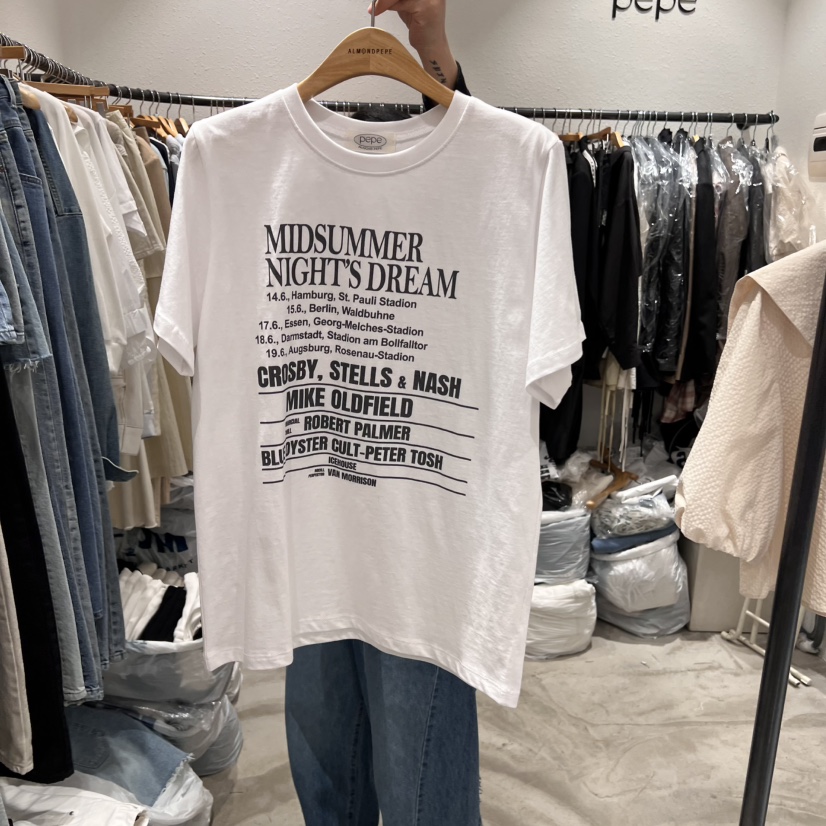 pepe
ALMONDPEPE
pepe
MIDSUMMER
NIGHT'S DREAM
14.6., Hamburg, St. Pauli Stadion
15.6., Berlin, Waldbuhne
17.6., Essen, Georg-Melches-Stadion
18.6., Darmstadt, Stadion am Bollfalltor
19.6, Augsburg, Rosenau-Stadion
CROSBY, STELLS & NASH
MIKE OLDFIELD
ROBERT PALMER
BLUE OYSTER CULT-PETER TOSH
ICEHOUSE
VAN MORRISON